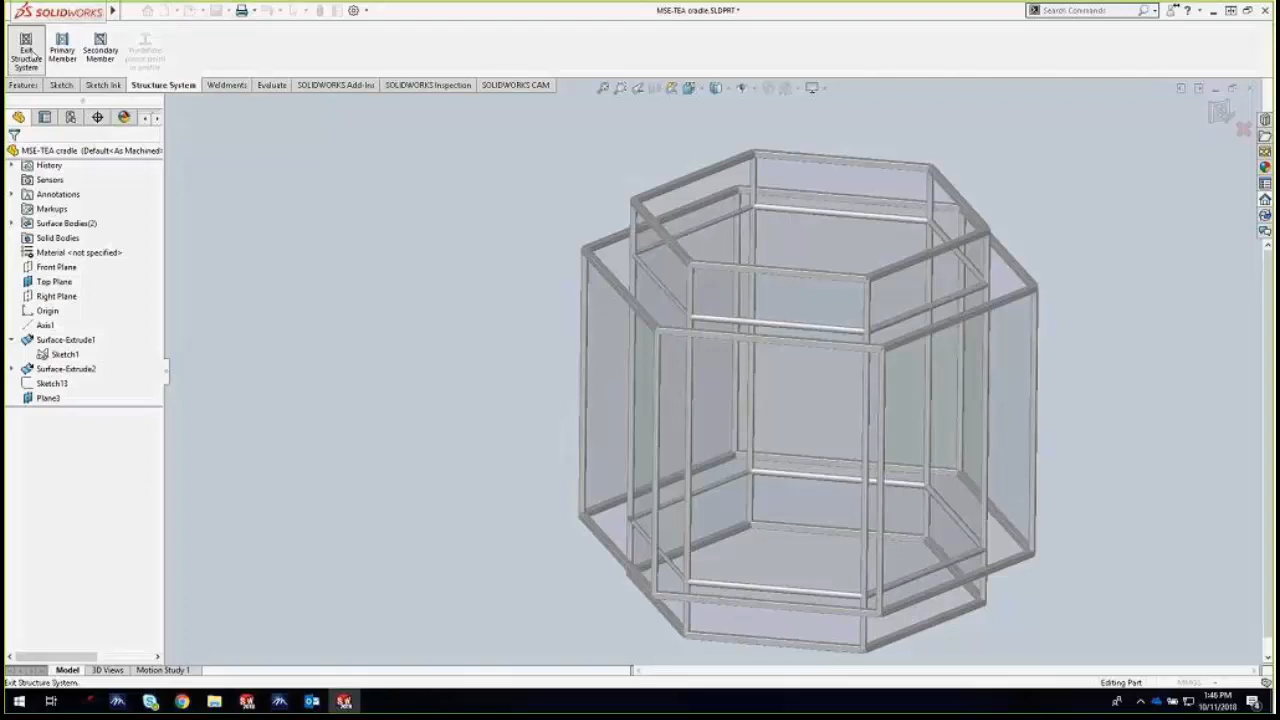 SOLIDWORKS
MSE-TEA cradle.SLDPRT *
Search Commands
Exit Structure System
Primary Member
Secondary Member
Features
Sketch
Sketch Ink
Structure System
Weldments
Evaluate
SOLIDWORKS Add-Ins
SOLIDWORKS Inspection
SOLIDWORKS CAM
MSE-TEA cradle (Default<As Machined>
History
Sensors
Annotations
Markups
Surface Bodies(2)
Solid Bodies
Material <not specified>
Front Plane
Top Plane
Right Plane
Origin
Axis1
Surface-Extrude1
Sketch1
Surface-Extrude2
Sketch13
Plane3
Model
3D Views
Motion Study 1
Exit Structure System.
Editing Part
MMGS
1:46 PM
10/11/2018